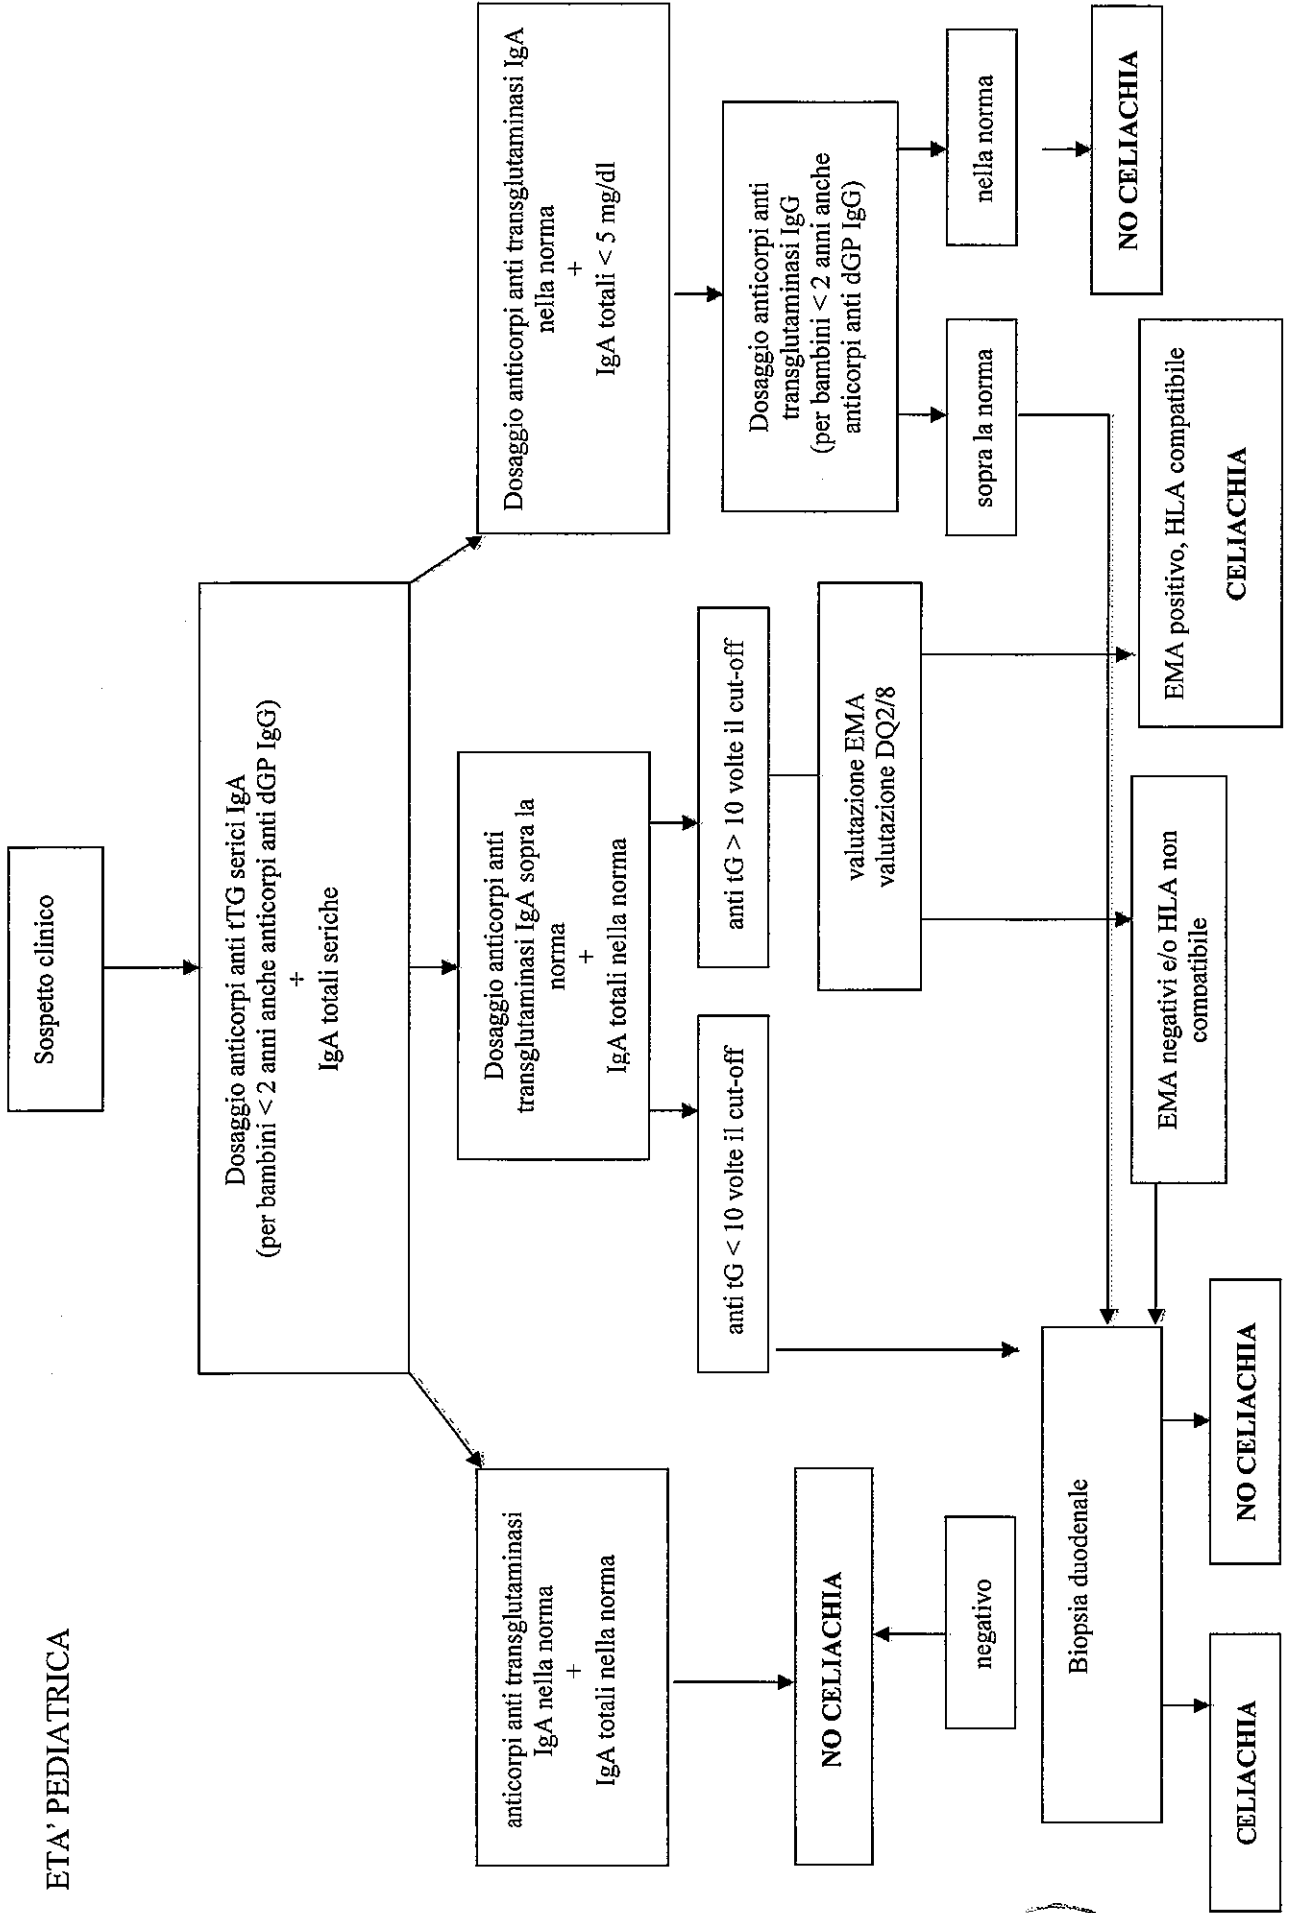 ETA' PEDIATRICA
Sospetto clinico
Dosaggio anticorpi anti tTG serici IgA
(per bambini < 2 anni anche anticorpi anti dGP IgG)
+
IgA totali seriche
anticorpi anti transglutaminasi
IgA nella norma
+
IgA totali nella norma
Dosaggio anticorpi anti
transglutaminasi IgA sopra la
norma
+
IgA totali nella norma
Dosaggio anticorpi anti transglutaminasi IgA
nella norma
+
IgA totali < 5 mg/dl
anti tG < 10 volte il cut-off
anti tG > 10 volte il cut-off
Dosaggio anticorpi anti
transglutaminasi IgG
(per bambini < 2 anni anche
anticorpi anti dGP IgG)
NO CELIACHIA
valutazione EMA
valutazione DQ2/8
negativo
sopra la norma
nella norma
Biopsia duodenale
EMA negativi e/o HLA non
compatibile
EMA positivo, HLA compatibile
CELIACHIA
NO CELIACHIA
CELIACHIA
NO CELIACHIA